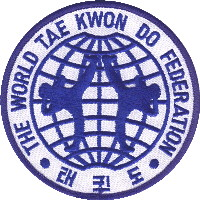 THE WORLD TAE KWON DO FEDERATION
태권도